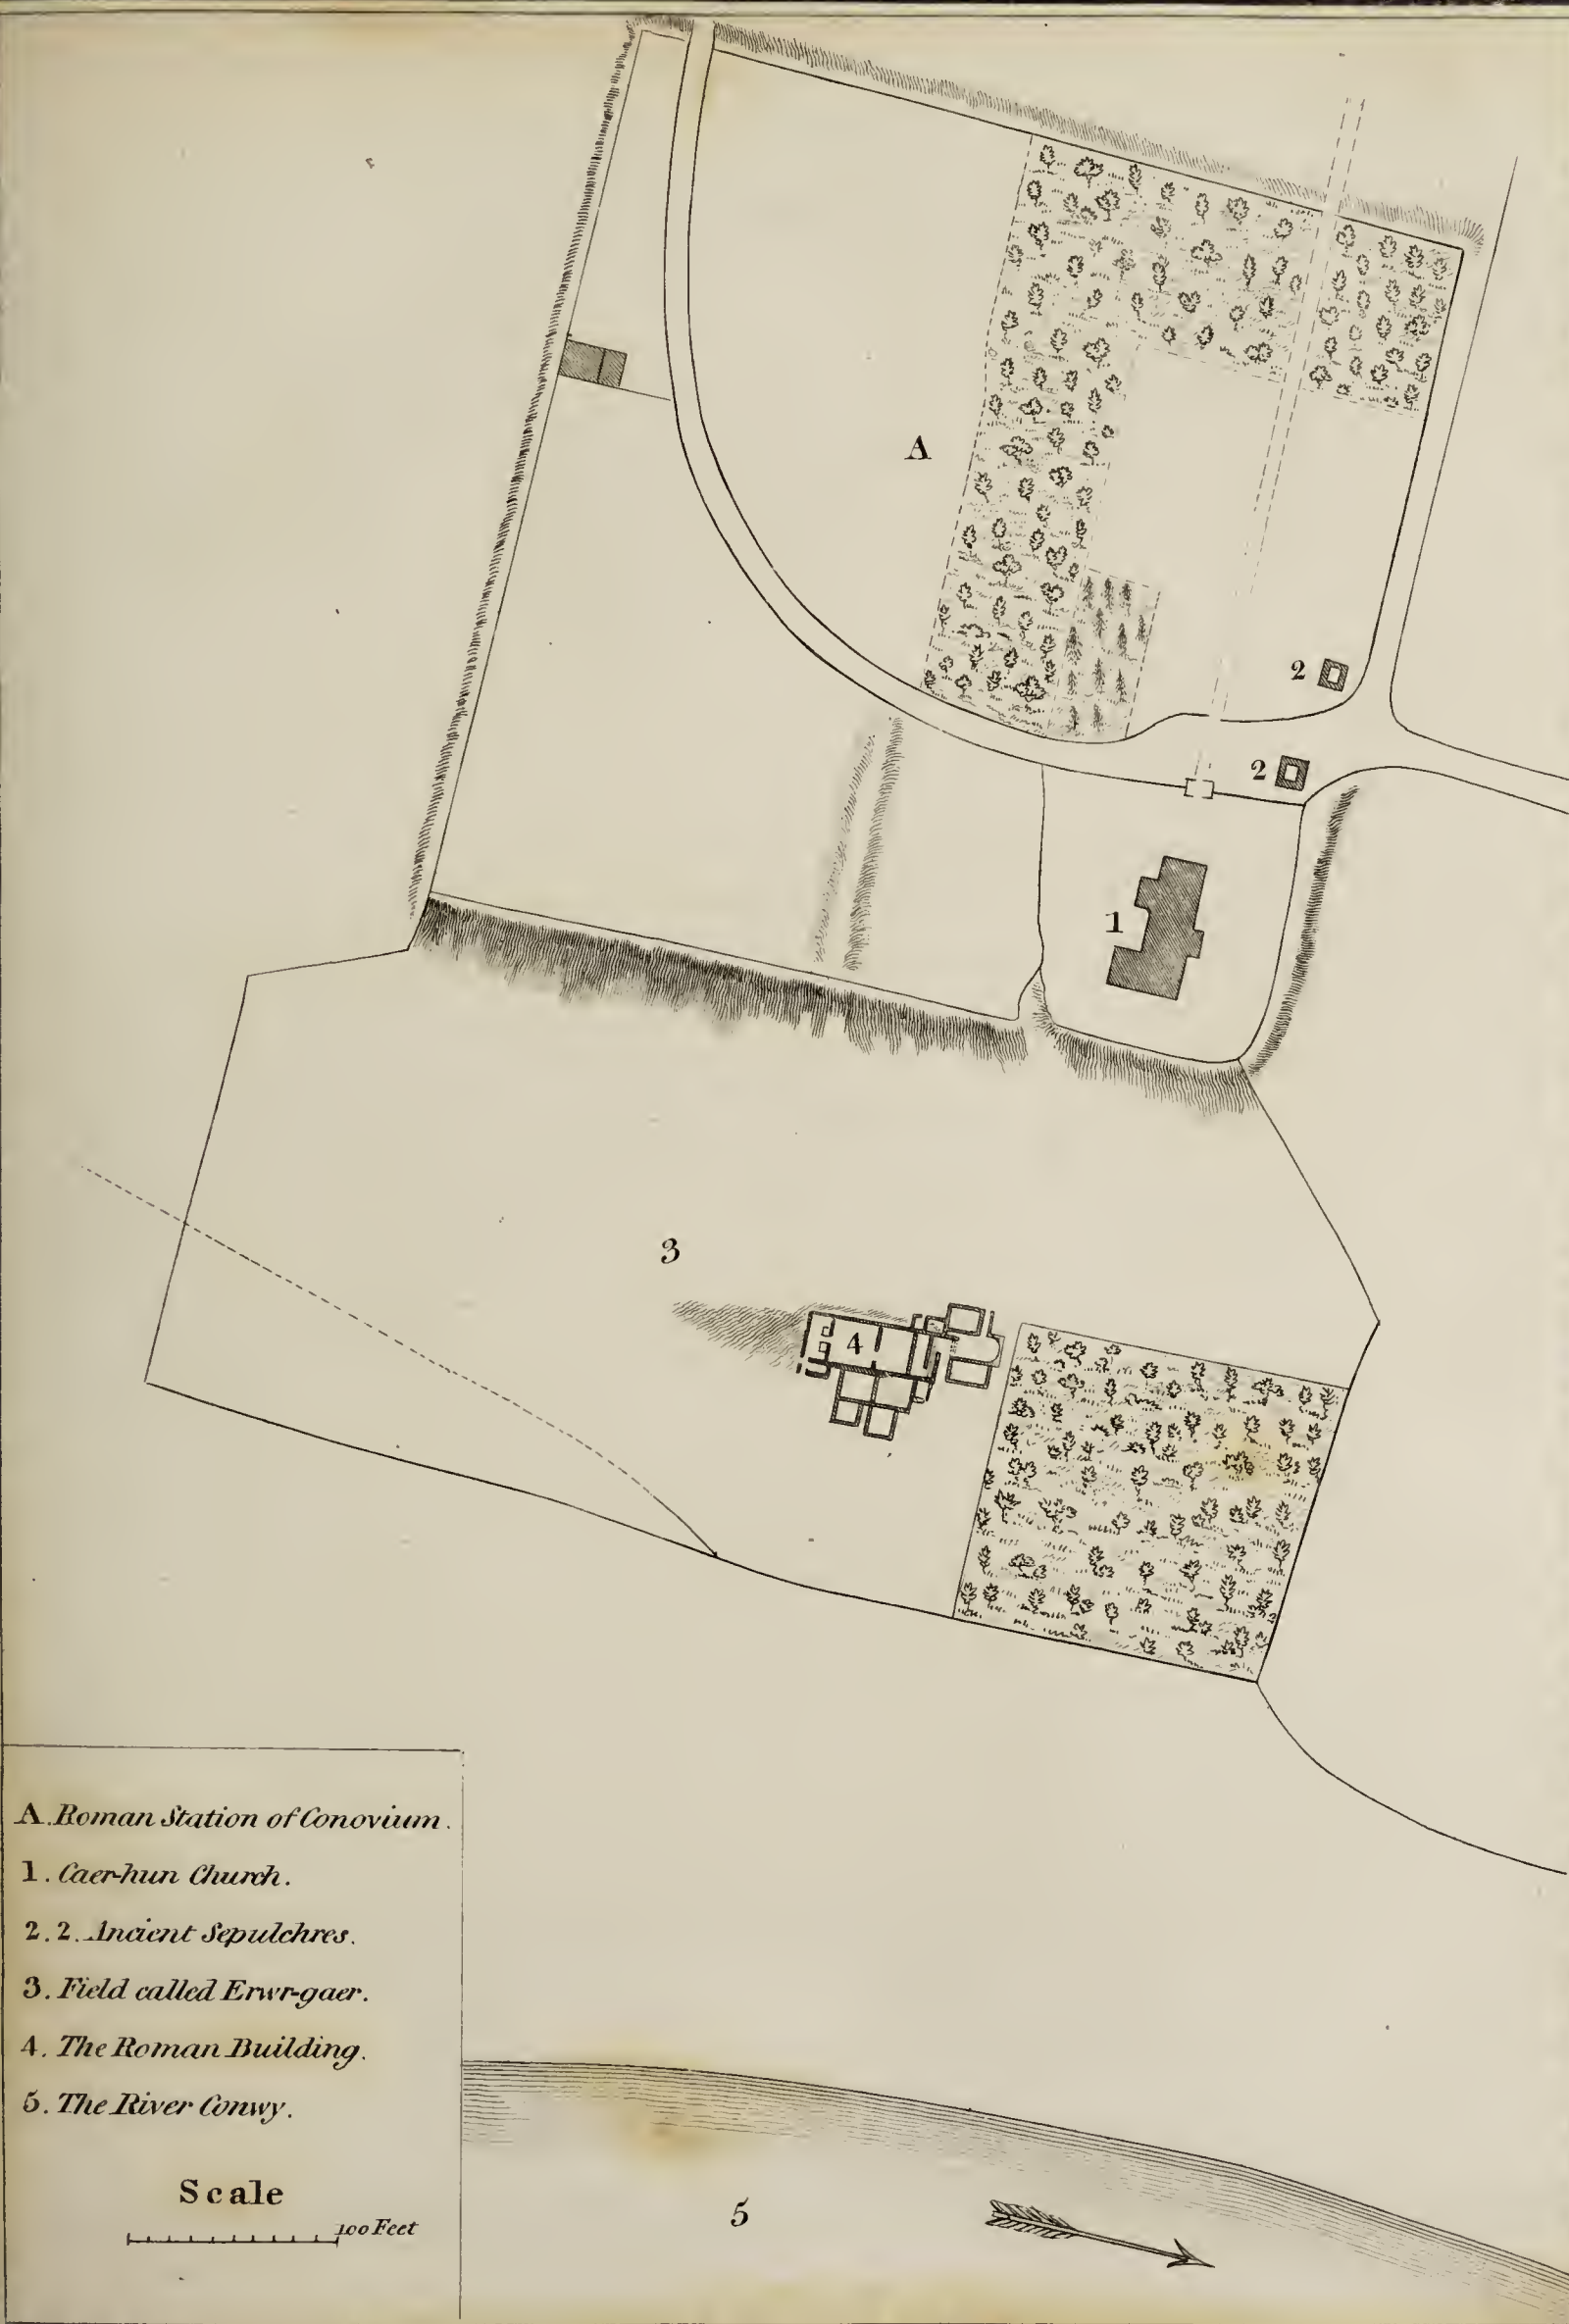 A
2
2
1
3
4
A. Roman Station of Conovium.
1. Caer-hun Church.
2. 2. Ancient Sepulchres.
3. Field called Erwr-gaer.
4. The Roman Building.
5. The River Conwy.
Scale
100 Feet
5